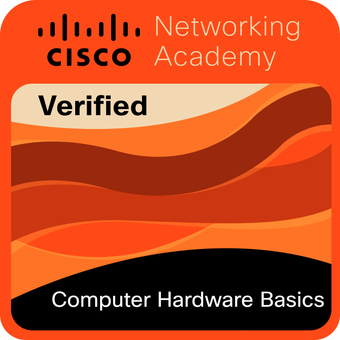 CISCO
Networking
Academy
Verified
Computer Hardware Basics